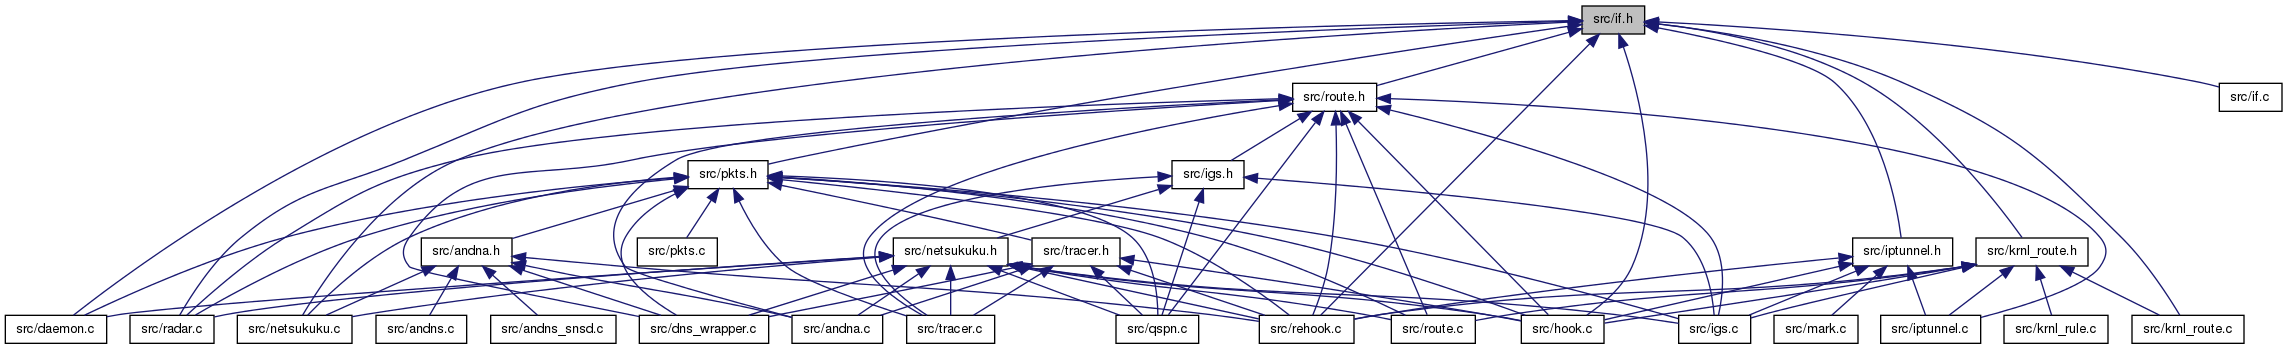 src/if.h
src/route.h
src/if.c
src/pkts.h
src/igs.h
src/andna.h
src/pkts.c
src/netsukuku.h
src/tracer.h
src/iptunnel.h
src/krnl_route.h
src/daemon.c
src/radar.c
src/netsukuku.c
src/andns.c
src/andns_snsd.c
src/dns_wrapper.c
src/andna.c
src/tracer.c
src/qspn.c
src/rehook.c
src/route.c
src/hook.c
src/igs.c
src/mark.c
src/iptunnel.c
src/krnl_rule.c
src/krnl_route.c